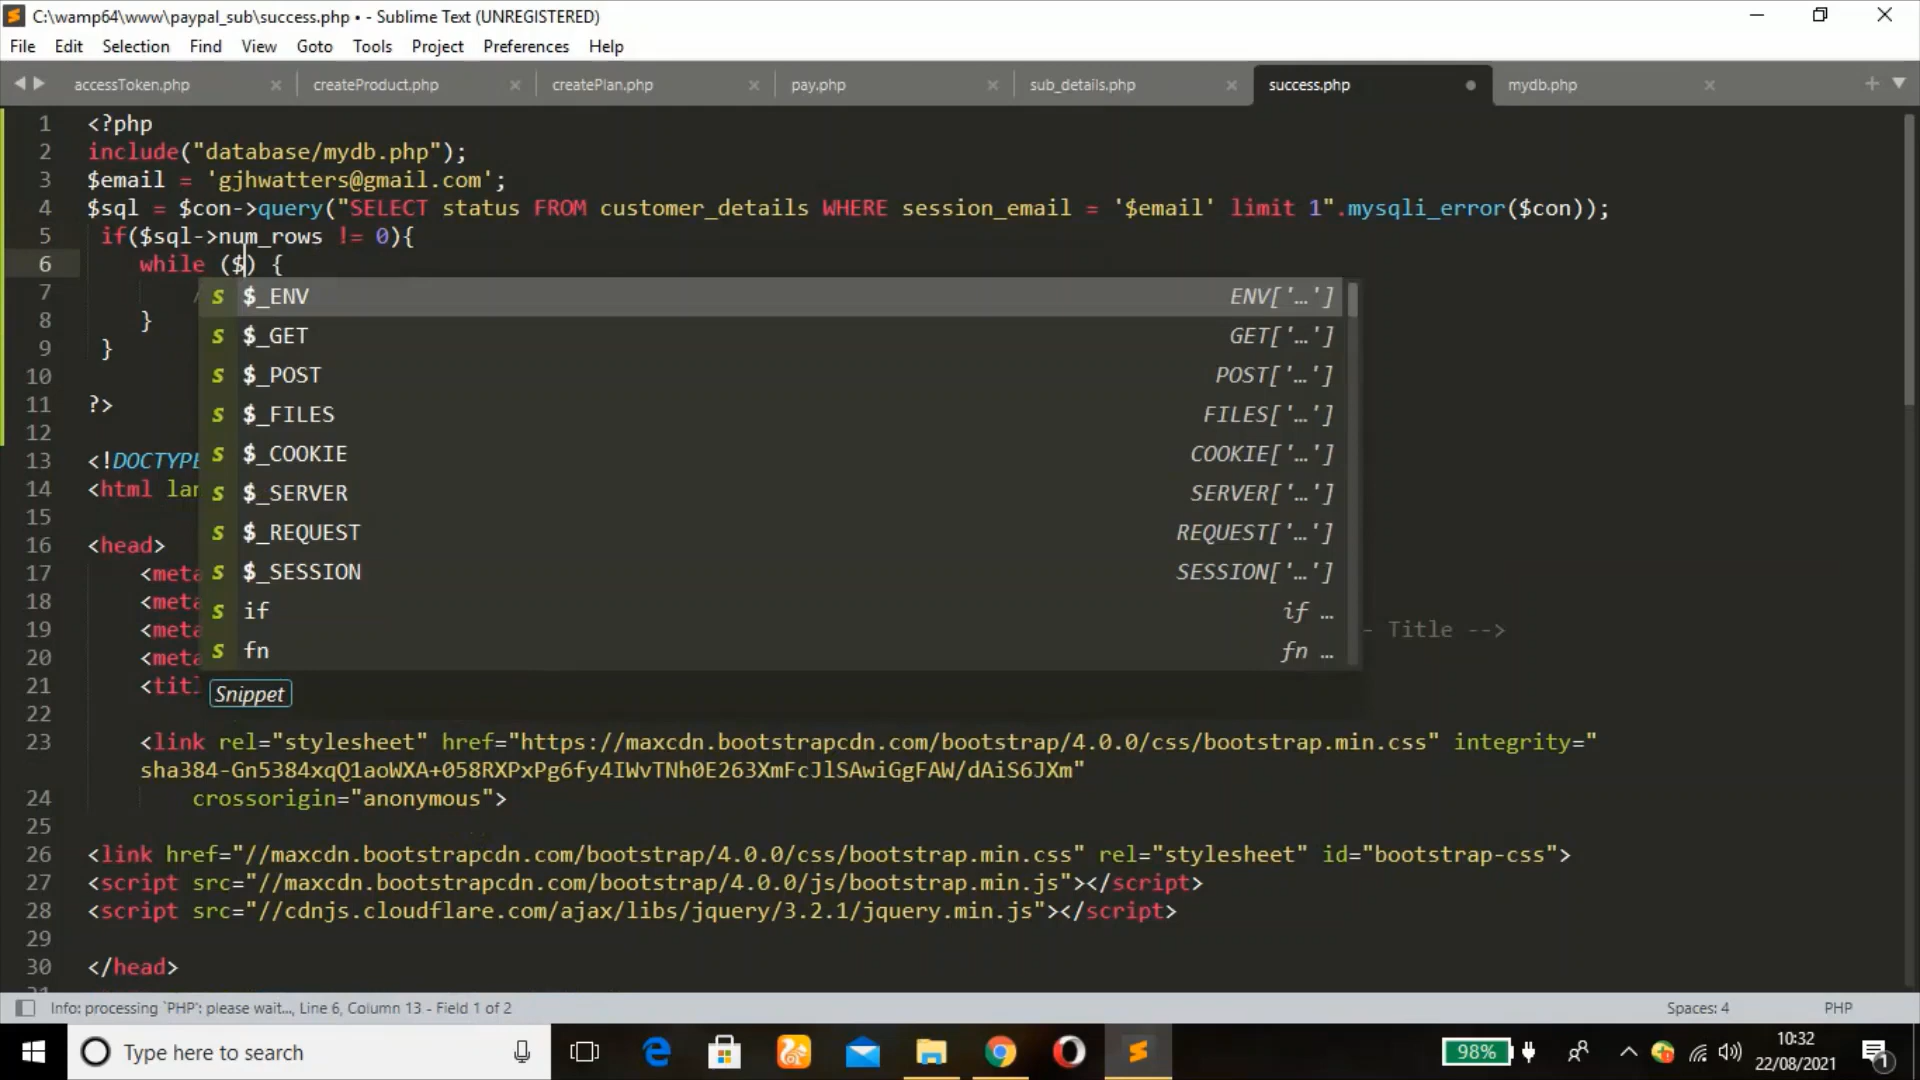 C:\wamp64\www\paypal_sub\success.php • - Sublime Text (UNREGISTERED)
File Edit Selection Find View Goto Tools Project Preferences Help
accessToken.php createProduct.php createPlan.php pay.php sub_details.php success.php mydb.php
1 <?php
2 include("database/mydb.php");
3 $email = 'gjhwatters@gmail.com';
4 $sql = $con->query("SELECT status FROM customer_details WHERE session_email = '$email' limit 1".mysqli_error($con));
5 if($sql->num_rows != 0){
6 while ($) {
7 s $_ENV ENV['…']
8 }
s $_GET GET['…']
9 }
s $_POST POST['…']
10
11 ?> s $_FILES FILES['…']
12
s $_COOKIE COOKIE['…']
13 <!DOCTYPE
14 <html lan s $_SERVER SERVER['…']
15
s $_REQUEST REQUEST['…']
16 <head>
17 <meta s $_SESSION SESSION['…']
18 <meta s if if …
19 <meta - Title -->
20 <meta s fn fn …
21 <titl
Snippet
22
23 <link rel="stylesheet" href="https://maxcdn.bootstrapcdn.com/bootstrap/4.0.0/css/bootstrap.min.css" integrity="
sha384-Gn5384xqQ1aoWXA+058RXPxPg6fy4IWvTNh0E263XmFcJlSAwiGgFAW/dAiS6JXm"
24 crossorigin="anonymous">
25
26 <link href="//maxcdn.bootstrapcdn.com/bootstrap/4.0.0/css/bootstrap.min.css" rel="stylesheet" id="bootstrap-css">
27 <script src="//maxcdn.bootstrapcdn.com/bootstrap/4.0.0/js/bootstrap.min.js"></script>
28 <script src="//cdnjs.cloudflare.com/ajax/libs/jquery/3.2.1/jquery.min.js"></script>
29
30 </head>
Info: processing `PHP': please wait..., Line 6, Column 13 - Field 1 of 2 Spaces: 4 PHP
Type here to search 98% 10:32
22/08/2021 1